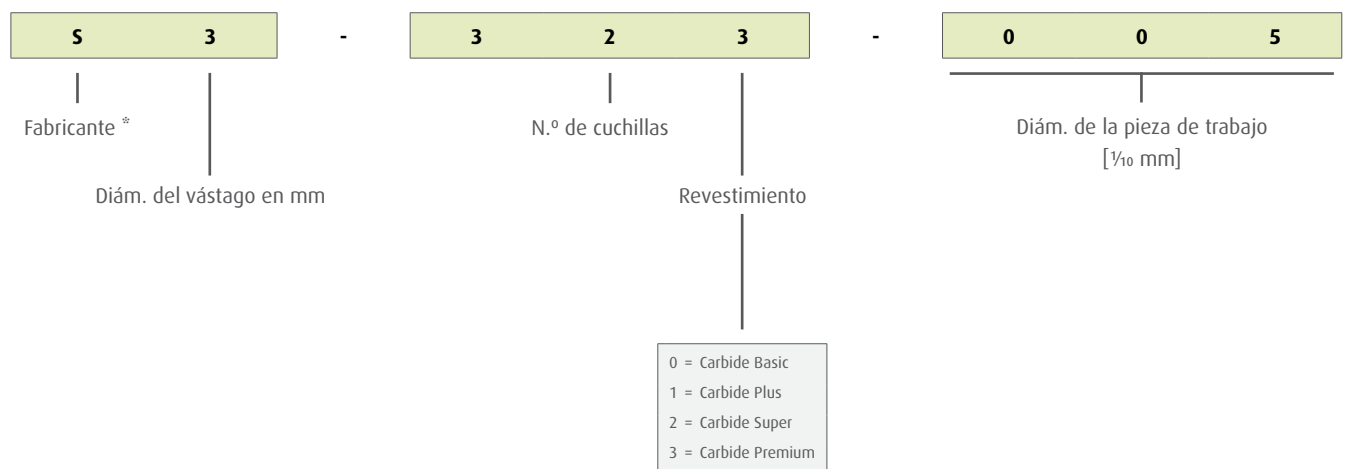 S 3 - 3 2 3 - 0 0 5
Fabricante *
N.º de cuchillas
Diám. de la pieza de trabajo
[1⁄10 mm]
Diám. del vástago en mm
Revestimiento
0 = Carbide Basic
1 = Carbide Plus
2 = Carbide Super
3 = Carbide Premium